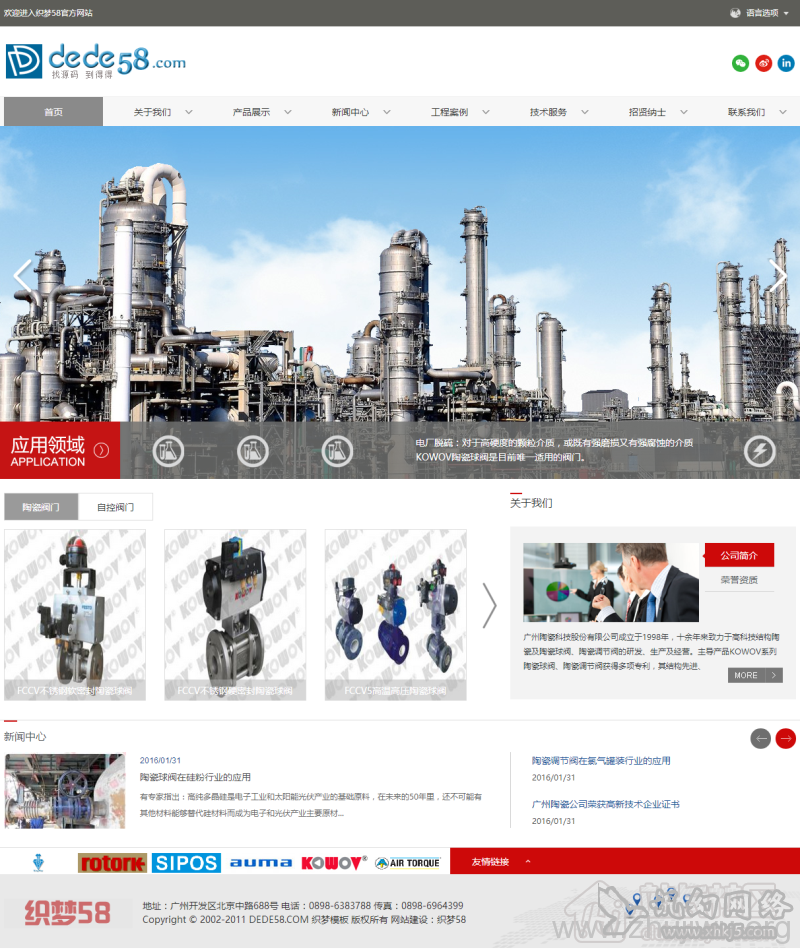 欢迎进入织梦58官方网站
语言选项
dede58.com
找源码 到得得
首页 关于我们 产品展示 新闻中心 工程案例 技术服务 招贤纳士 联系我们
应用领域
APPLICATION
电厂脱硫：对于高硬度的颗粒介质，或既有强磨损又有强腐蚀的介质
KOWOV陶瓷球阀是目前唯一适用的阀门。
陶瓷阀门 自控阀门
FCCV不锈钢软密封陶瓷球阀
FCCV不锈钢硬密封陶瓷球阀
FCCV5高温高压陶瓷球阀
关于我们
公司简介
荣誉资质
广州陶瓷科技股份有限公司成立于1998年，十余年来致力于高科技结构陶
瓷及陶瓷球阀、陶瓷调节阀的研发、生产及经营。主导产品KOWOV系列
陶瓷球阀、陶瓷调节阀获得多项专利，其结构先进、
MORE
新闻中心
2016/01/31
陶瓷球阀在硅粉行业的应用
有专家指出：高纯多晶硅是电子工业和太阳能光伏产业的基础原料，在未来的50年里，还不可能有
其他材料能够替代硅材料而成为电子和光伏产业主要原材...
陶瓷调节阀在氯气罐装行业的应用
2016/01/31
广州陶瓷公司荣获高新技术企业证书
2016/01/31
rotork SIPOS auma KOWOV® AIR TORQUE
友情链接
织梦58
地址：广州开发区北京中路688号 电话：0898-6383788 传真：0898-6964399
Copyright © 2002-2011 DEDE58.COM 织梦模板 版权所有 网站建设：织梦58
www.xnkj5.com